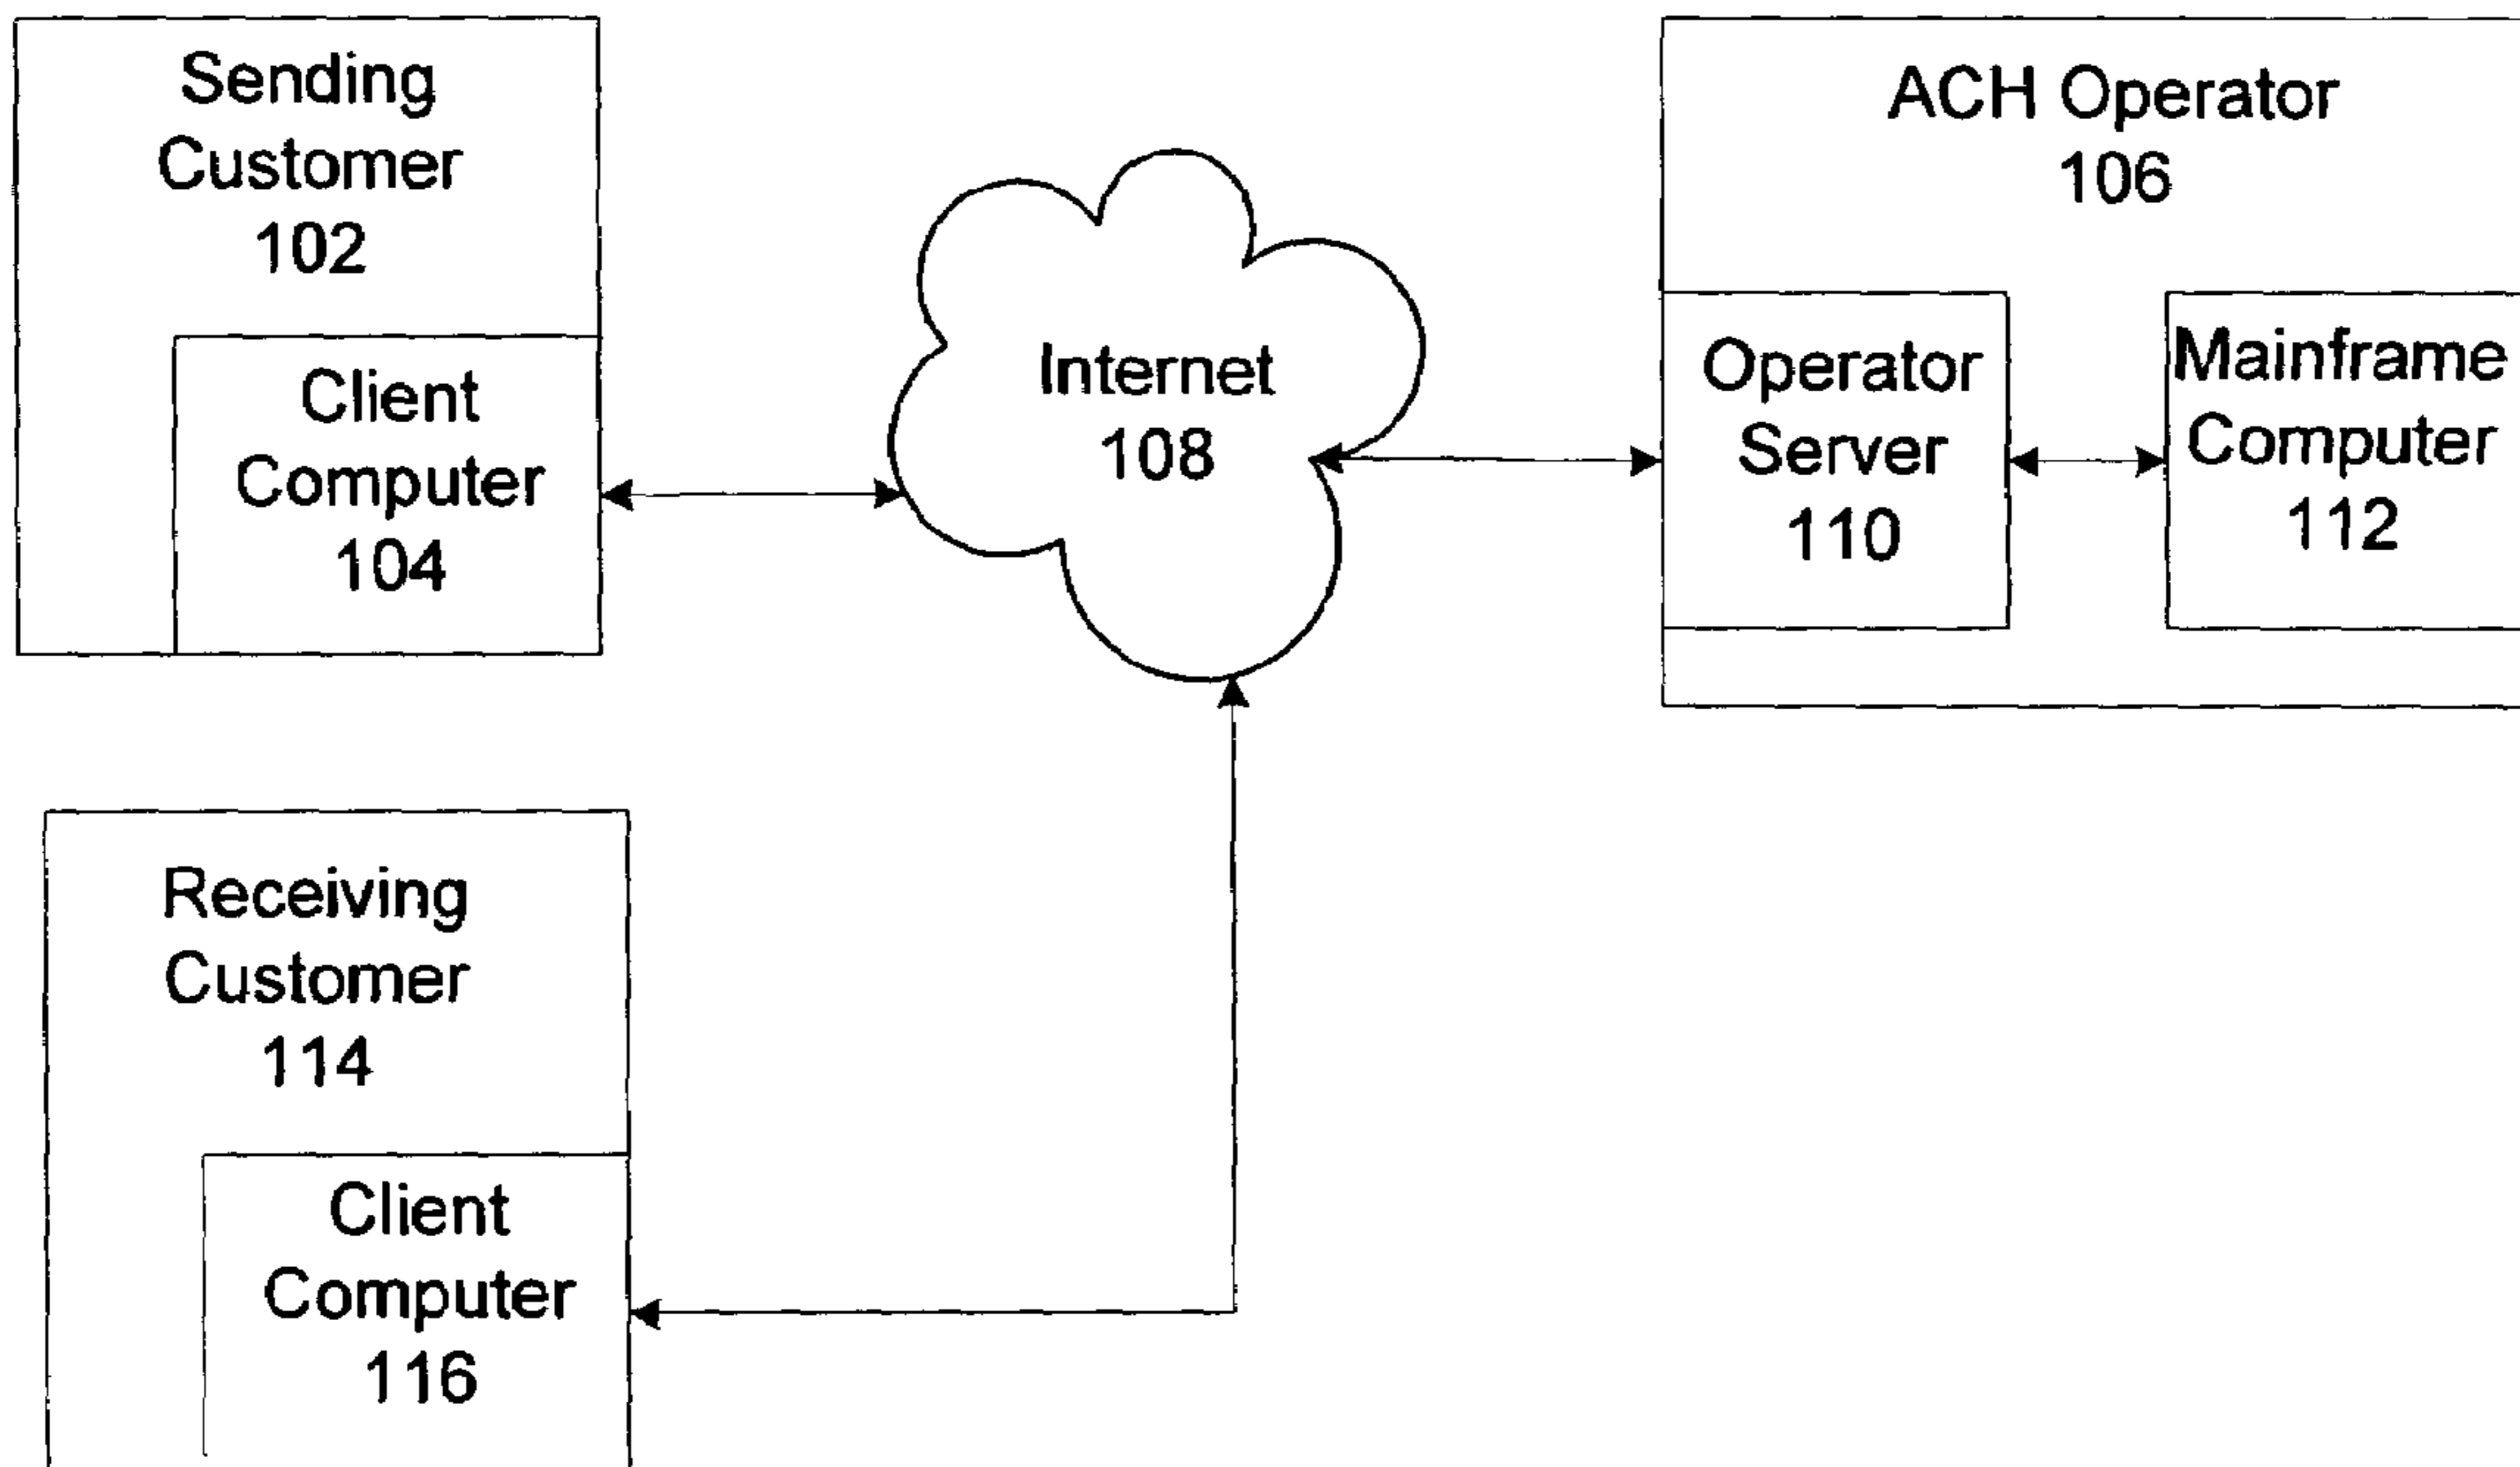 Sending
Customer
102
Client
Computer
104
Internet
108
ACH Operator
106
Operator
Server
110
Mainframe
Computer
112
Receiving
Customer
114
Client
Computer
116